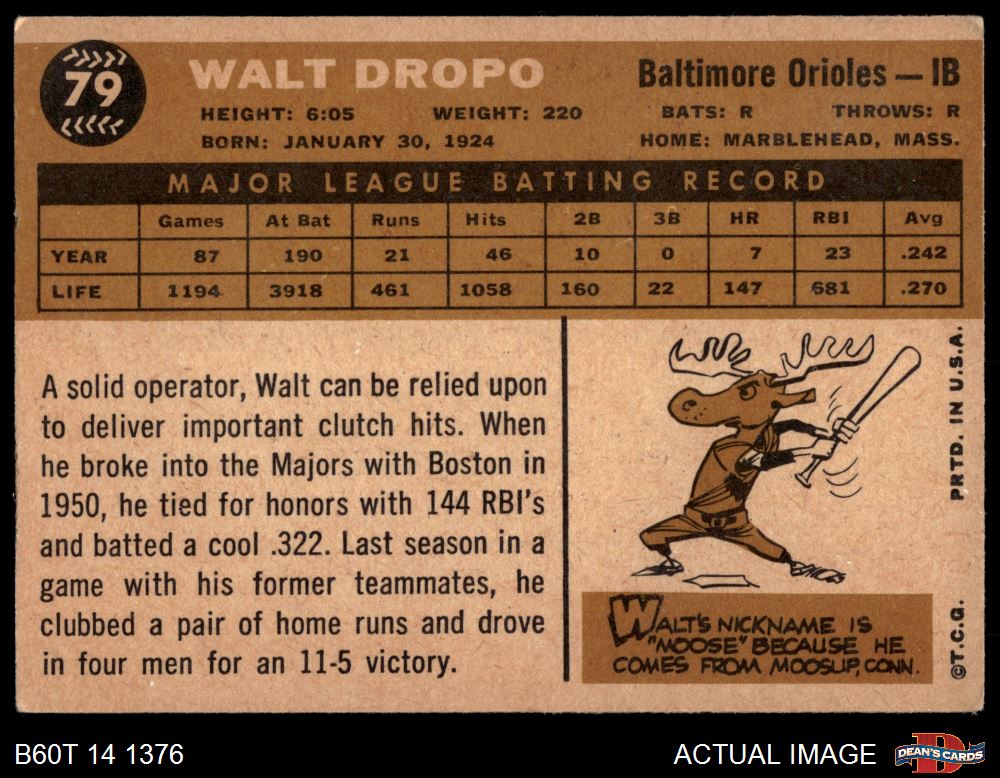 79
WALT DROPO
Baltimore Orioles — 1B
HEIGHT: 6:05 WEIGHT: 220 BATS: R THROWS: R
BORN: JANUARY 30, 1924 HOME: MARBLEHEAD, MASS.
MAJOR LEAGUE BATTING RECORD
Games At Bat Runs Hits 2B 3B HR RBI Avg
YEAR 87 190 21 46 10 0 7 23 .242
LIFE 1194 3918 461 1058 160 22 147 681 .270
A solid operator, Walt can be relied upon
to deliver important clutch hits. When
he broke into the Majors with Boston in
1950, he tied for honors with 144 RBI's
and batted a cool .322. Last season in a
game with his former teammates, he
clubbed a pair of home runs and drove
in four men for an 11-5 victory.
WALT'S NICKNAME IS
"MOOSE" BECAUSE HE
COMES FROM MOOSUP, CONN.
©T.C.G. PRTD. IN U.S.A.
B60T 14 1376
ACTUAL IMAGE
D
DEAN'S CARDS